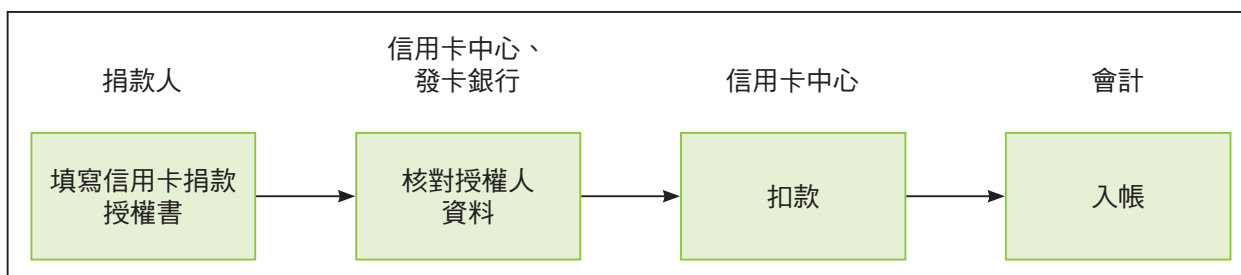 捐款人
信用卡中心、
發卡銀行
信用卡中心
會計
填寫信用卡捐款
授權書
核對授權人
資料
扣款
入帳